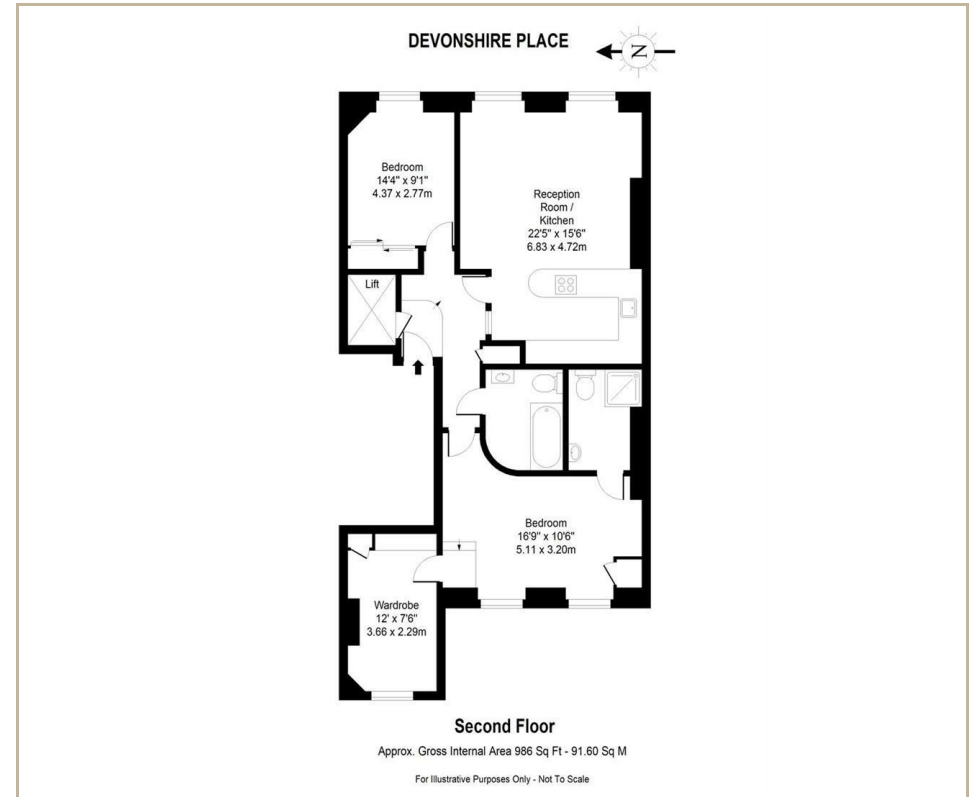 DEVONSHIRE PLACE
N
Bedroom
14'4" x 9'1"
4.37 x 2.77m
Reception
Room /
Kitchen
22'5" x 15'6"
6.83 x 4.72m
Lift
Bedroom
16'9" x 10'6"
5.11 x 3.20m
Wardrobe
12' x 7'6"
3.66 x 2.29m
Second Floor
Approx. Gross Internal Area 986 Sq Ft - 91.60 Sq M
For Illustrative Purposes Only - Not To Scale